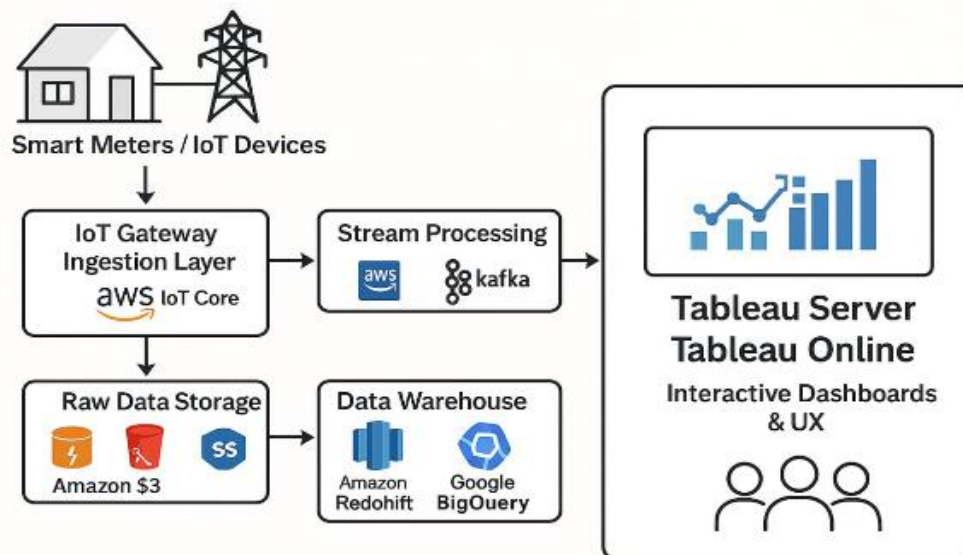 Smart Meters / IoT Devices
IoT Gateway
Ingestion Layer
aws IoT Core
Stream Processing
aws
kafka
Raw Data Storage
SS
Amazon $3
Data Warehouse
Amazon
Redohift
Google
BigOuery
Tableau Server
Tableau Online
Interactive Dashboards
& UX